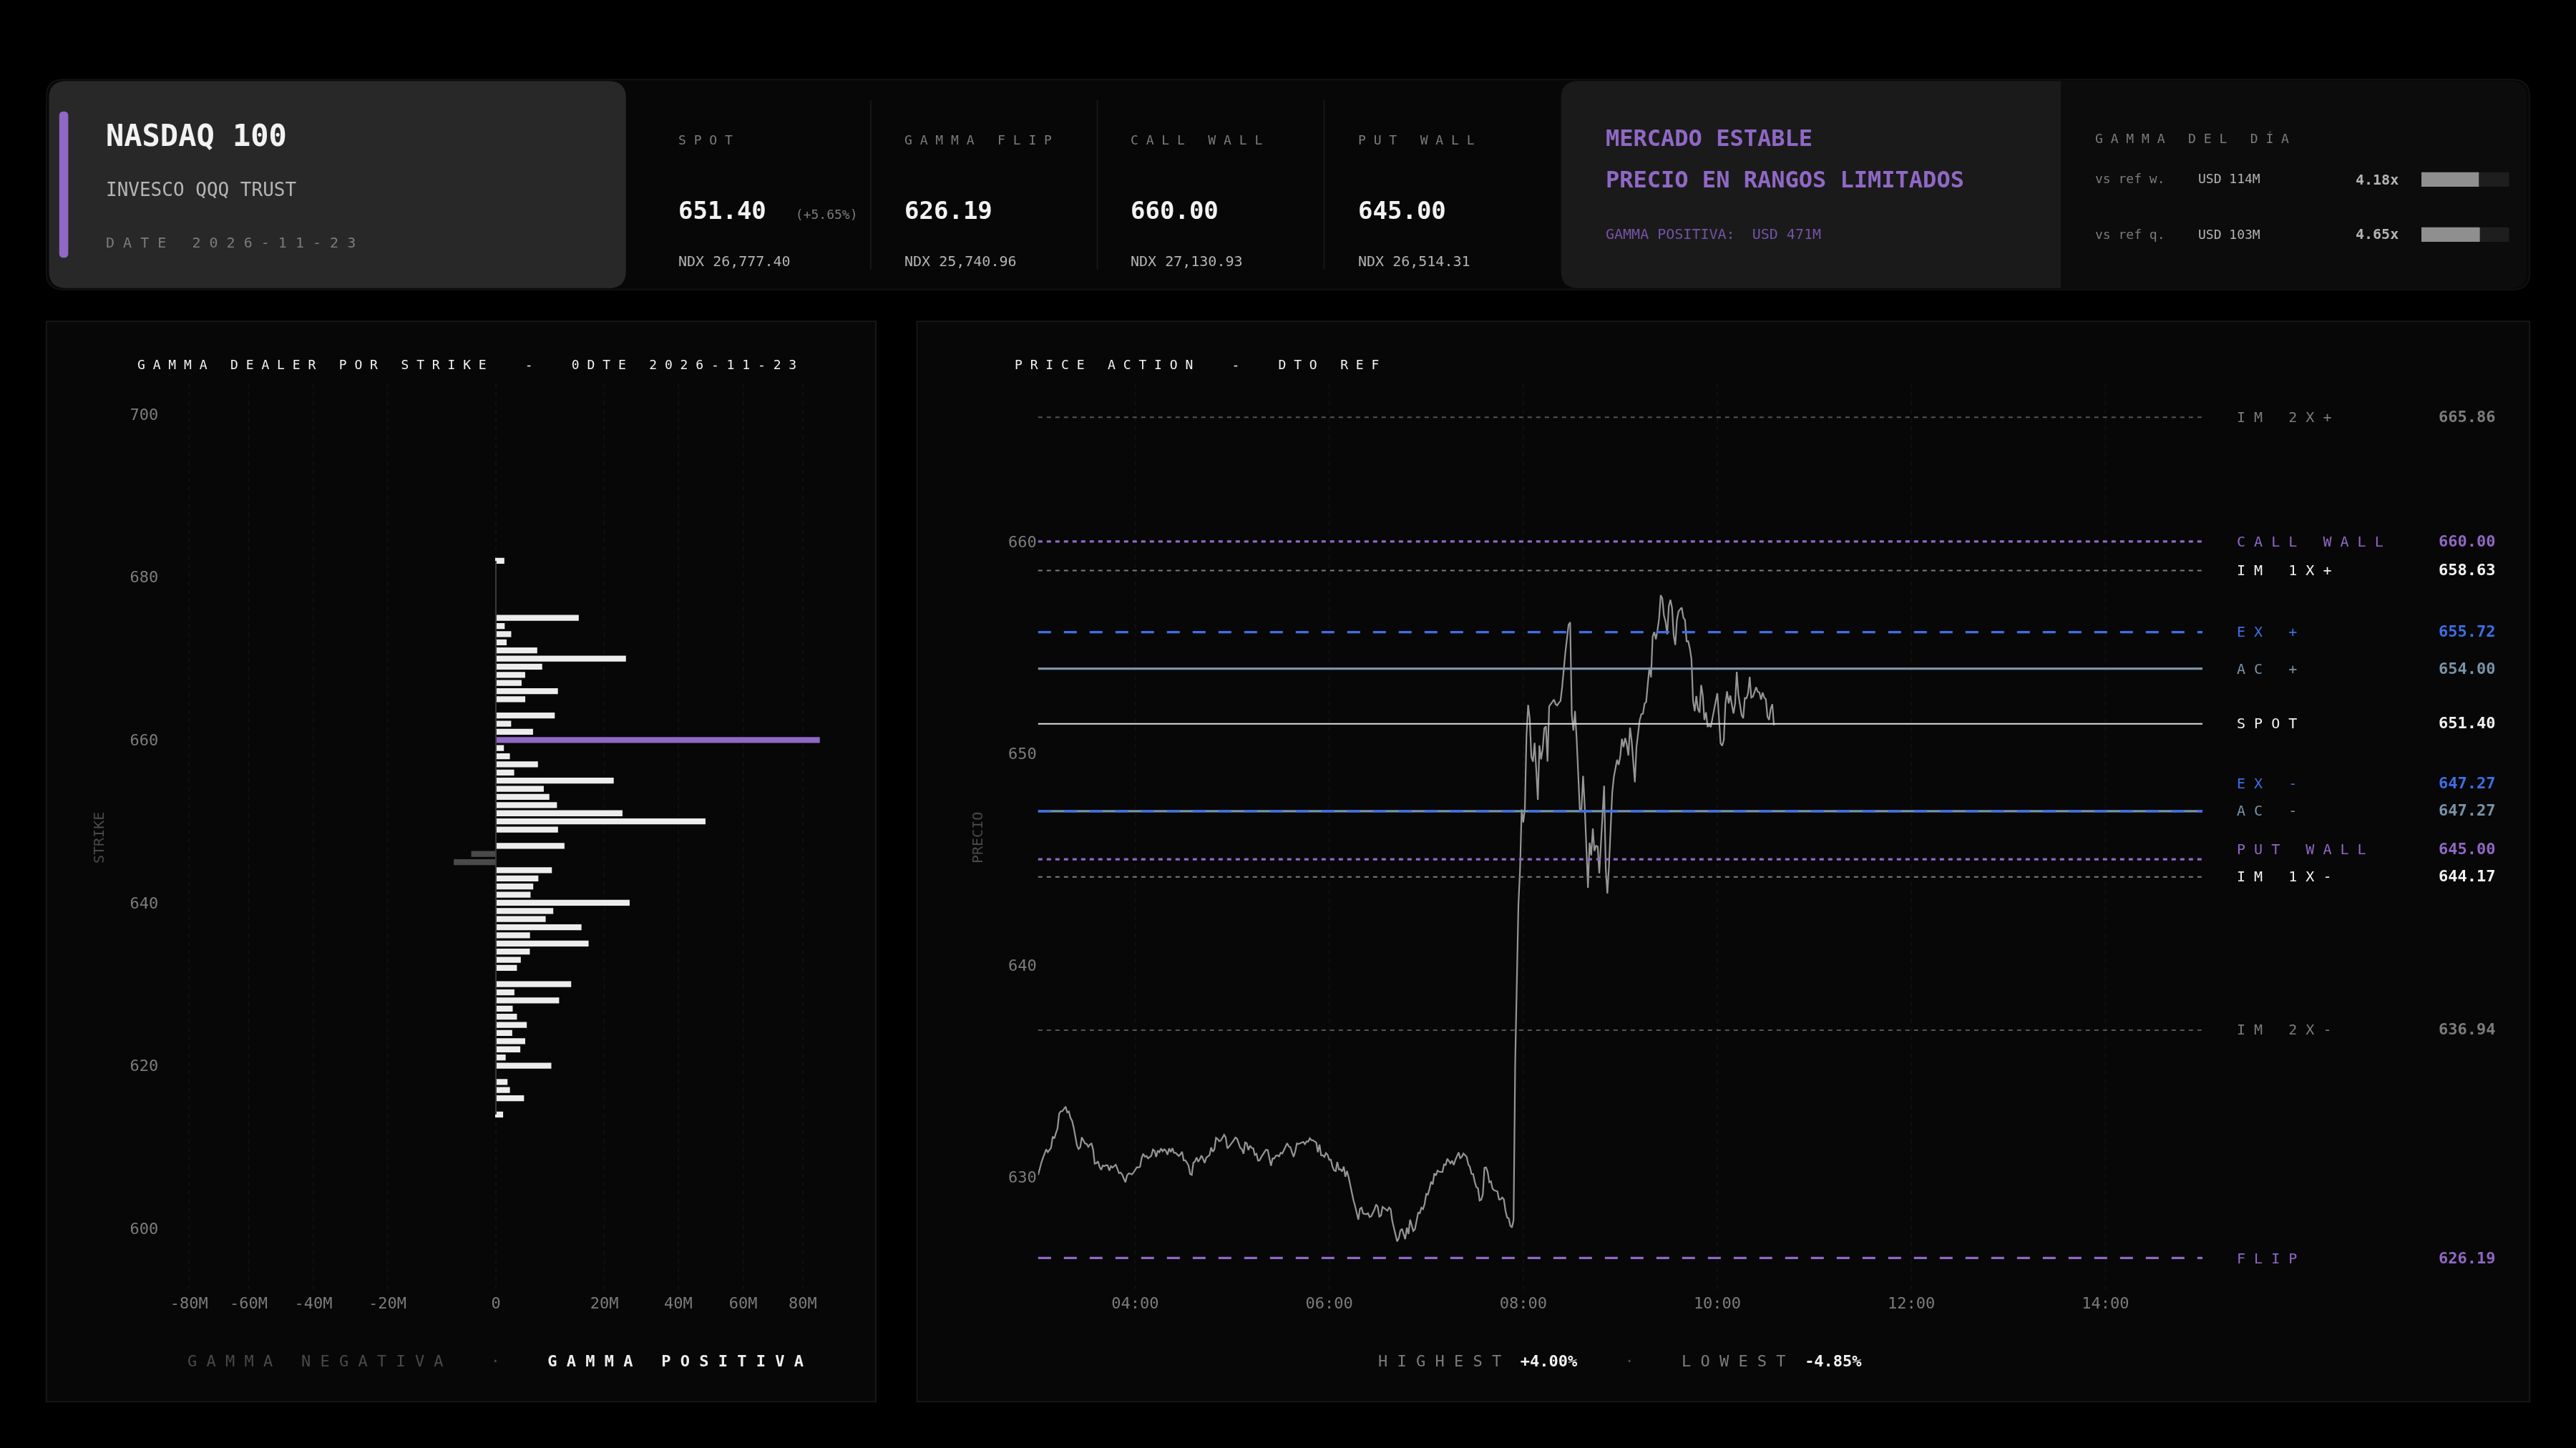 NASDAQ 100
INVESCO QQQ TRUST
DATE 2026-11-23
SPOT
651.40 (+5.65%)
NDX 26,777.40
GAMMA FLIP
626.19
NDX 25,740.96
CALL WALL
660.00
NDX 27,130.93
PUT WALL
645.00
NDX 26,514.31
MERCADO ESTABLE
PRECIO EN RANGOS LIMITADOS
GAMMA POSITIVA: USD 471M
GAMMA DEL DÍA
vs ref w. USD 114M 4.18x
vs ref q. USD 103M 4.65x
GAMMA DEALER POR STRIKE - 0DTE 2026-11-23
700
680
660
640
620
600
STRIKE
-80M -60M -40M -20M 0 20M 40M 60M 80M
GAMMA NEGATIVA · GAMMA POSITIVA
PRICE ACTION - DTO REF
660
650
640
630
PRECIO
IM 2X+ 665.86
CALL WALL 660.00
IM 1X+ 658.63
EX + 655.72
AC + 654.00
SPOT 651.40
EX - 647.27
AC - 647.27
PUT WALL 645.00
IM 1X- 644.17
IM 2X- 636.94
FLIP 626.19
04:00 06:00 08:00 10:00 12:00 14:00
HIGHEST +4.00% · LOWEST -4.85%